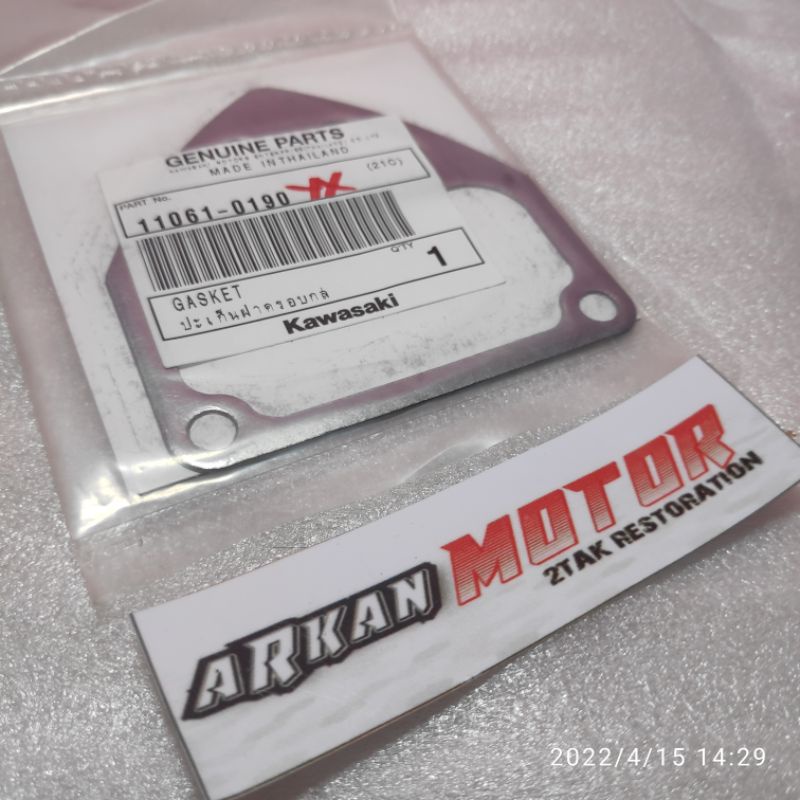 GENUINE PARTS
MADE IN THAILAND
(210)
PART No.
11061-0190
QTY
1
GASKET
ปะเก็นฝาครอบกล
Kawasaki
ARKAN MOTOR
2TAK RESTORATION
2022/4/15 14:29